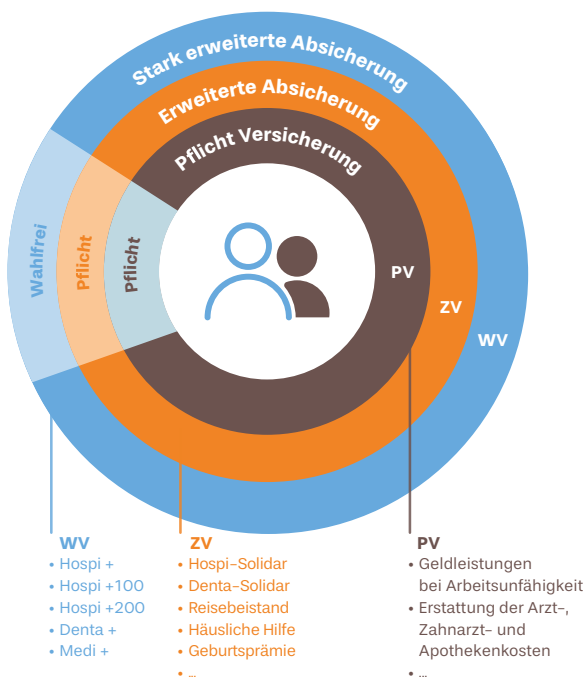 Stark erweiterte Absicherung
Erweiterte Absicherung
Pflicht Versicherung
Wahlfrei
Pflicht
Pflicht
PV
ZV
WV
WV
• Hospi +
• Hospi +100
• Hospi +200
• Denta +
• Medi +
ZV
• Hospi-Solidar
• Denta-Solidar
• Reisebeistand
• Häusliche Hilfe
• Geburtsprämie
• ...
PV
• Geldleistungen
bei Arbeitsunfähigkeit
• Erstattung der Arzt-,
Zahnarzt- und
Apothekenkosten
• ...